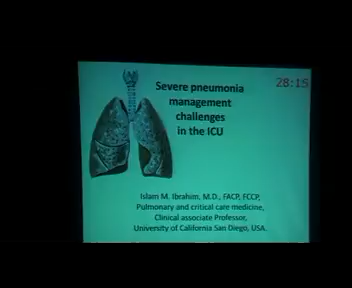 Severe pneumonia
28:15
management
challenges
in the ICU
Islam M. Ibrahim, M.D., FACP, FCCP,
Pulmonary and critical care medicine,
Clinical associate Professor,
University of California San Diego, USA.